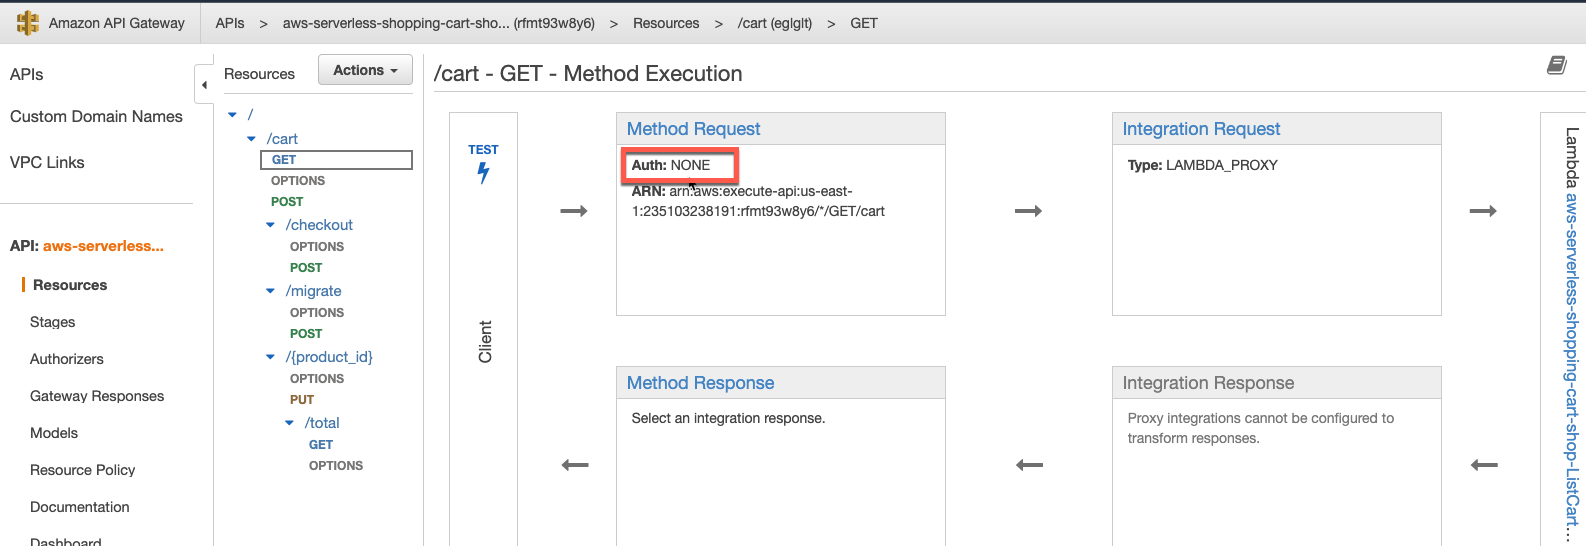 Amazon API Gateway
APIs > aws-serverless-shopping-cart-sho... (rfmt93w8y6) > Resources > /cart (eglglt) > GET
APIs
Custom Domain Names
VPC Links
API: aws-serverless...
Resources
Stages
Authorizers
Gateway Responses
Models
Resource Policy
Documentation
Dashboard
Resources
Actions
/
/cart
GET
OPTIONS
POST
/checkout
OPTIONS
POST
/migrate
OPTIONS
POST
/{product_id}
OPTIONS
PUT
/total
GET
OPTIONS
/cart - GET - Method Execution
TEST
Client
Method Request
Auth: NONE
ARN: arn:aws:execute-api:us-east-
1:235103238191:rfmt93w8y6/*/GET/cart
Integration Request
Type: LAMBDA_PROXY
Method Response
Select an integration response.
Integration Response
Proxy integrations cannot be configured to
transform responses.
Lambda aws-serverless-shopping-cart-shop-ListCart...